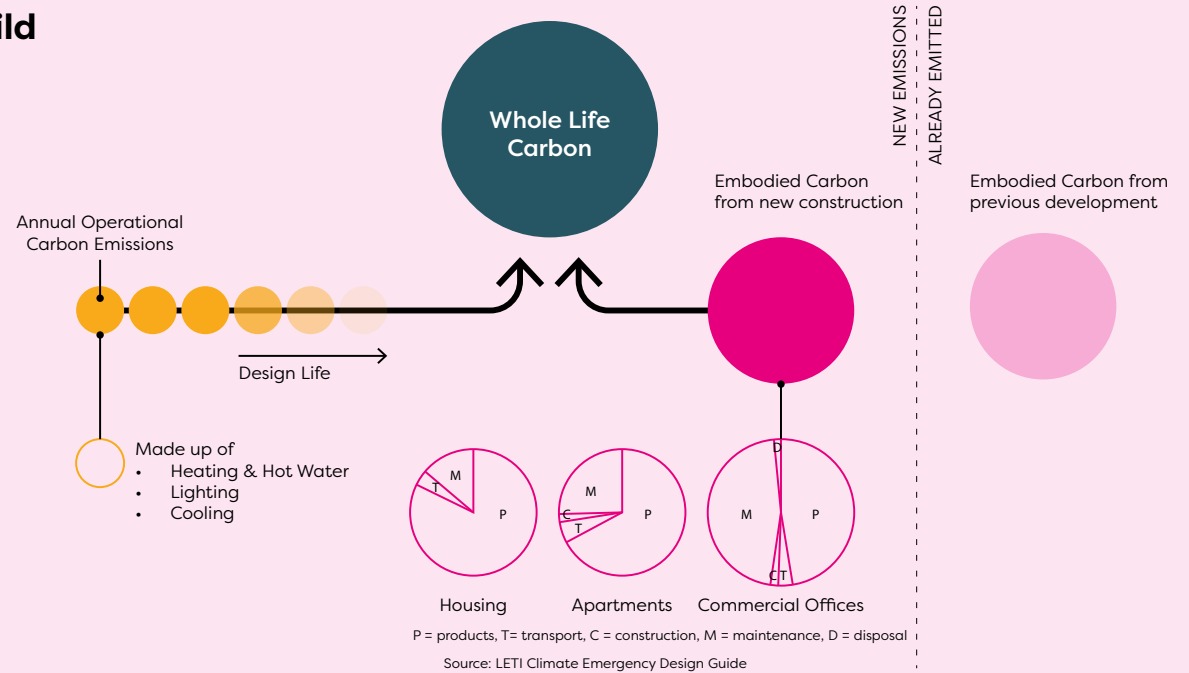 ild
NEW EMISSIONS
ALREADY EMITTED
Whole Life
Carbon
Embodied Carbon
from new construction
Embodied Carbon from
previous development
Annual Operational
Carbon Emissions
Design Life
Made up of
• Heating & Hot Water
• Lighting
• Cooling
M
T
P
M
C
T
P
D
M
P
C T
Housing
Apartments
Commercial Offices
P = products, T= transport, C = construction, M = maintenance, D = disposal
Source: LETI Climate Emergency Design Guide